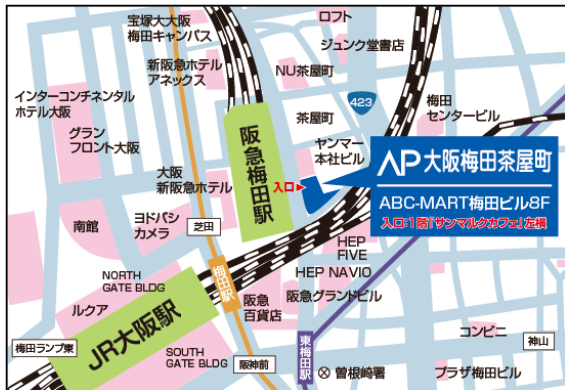 宝塚大大阪
梅田キャンパス
ロフト
ジュンク堂書店
新阪急ホテル
アネックス
NU茶屋町
インターコンチネンタル
ホテル大阪
423
茶屋町
梅田
センタービル
グラン
フロント大阪
阪急梅田駅
ヤンマー
本社ビル
AP大阪梅田茶屋町
大阪
新阪急ホテル
入口
ABC-MART梅田ビル8F
入口:1階『サンマルクカフェ』左横
南館
ヨドバシ
カメラ
芝田
HEP
FIVE
HEP NAVIO
NORTH
GATE BLDG
梅田駅
阪急
百貨店
阪急グランドビル
ルクア
JR大阪駅
梅田ランプ東
SOUTH
GATE BLDG
阪神前
東梅田駅
曽根崎署
コンビニ
神山
プラザ梅田ビル